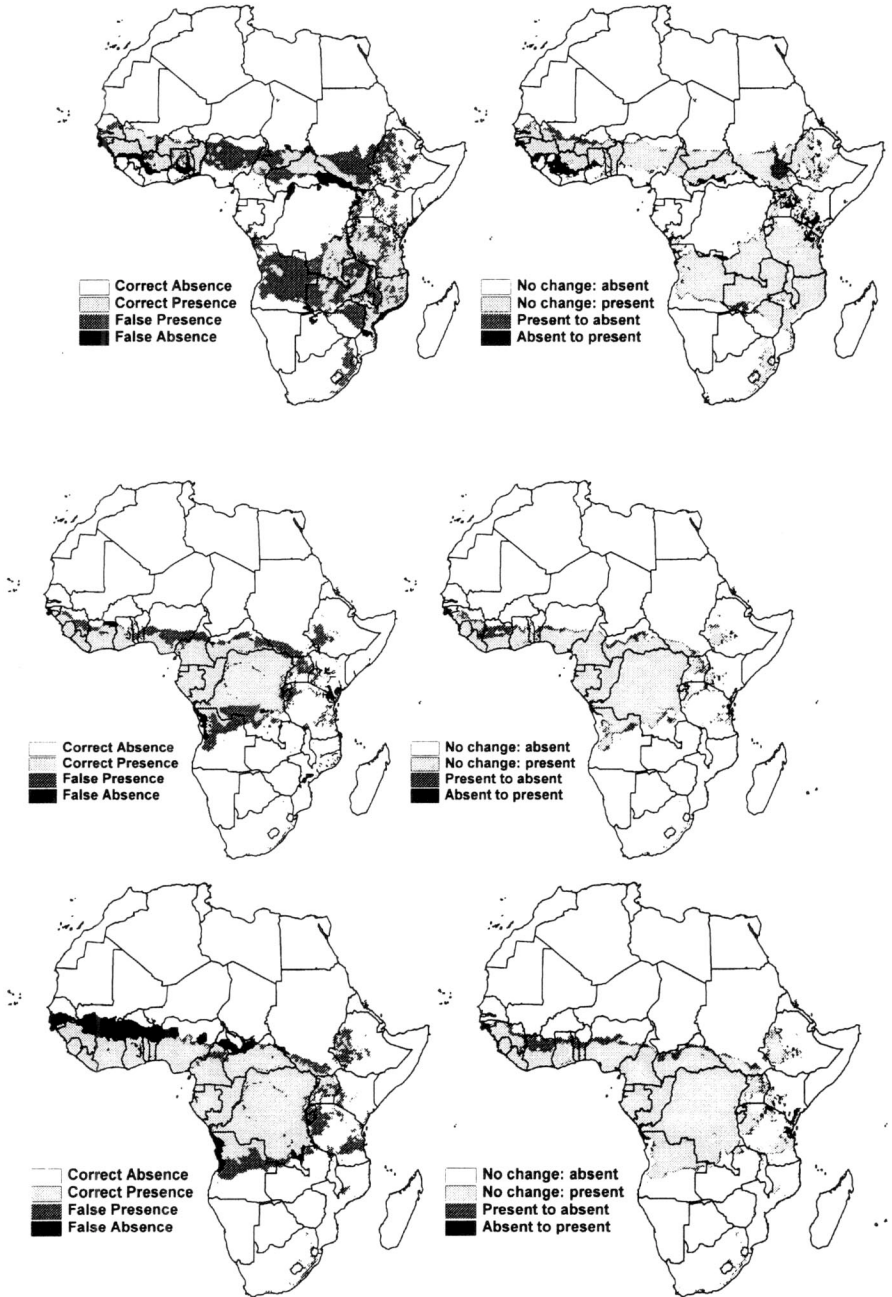 Correct Absence
Correct Presence
False Presence
False Absence
No change: absent
No change: present
Present to absent
Absent to present
Correct Absence
Correct Presence
False Presence
False Absence
No change: absent
No change: present
Present to absent
Absent to present
Correct Absence
Correct Presence
False Presence
False Absence
No change: absent
No change: present
Present to absent
Absent to present